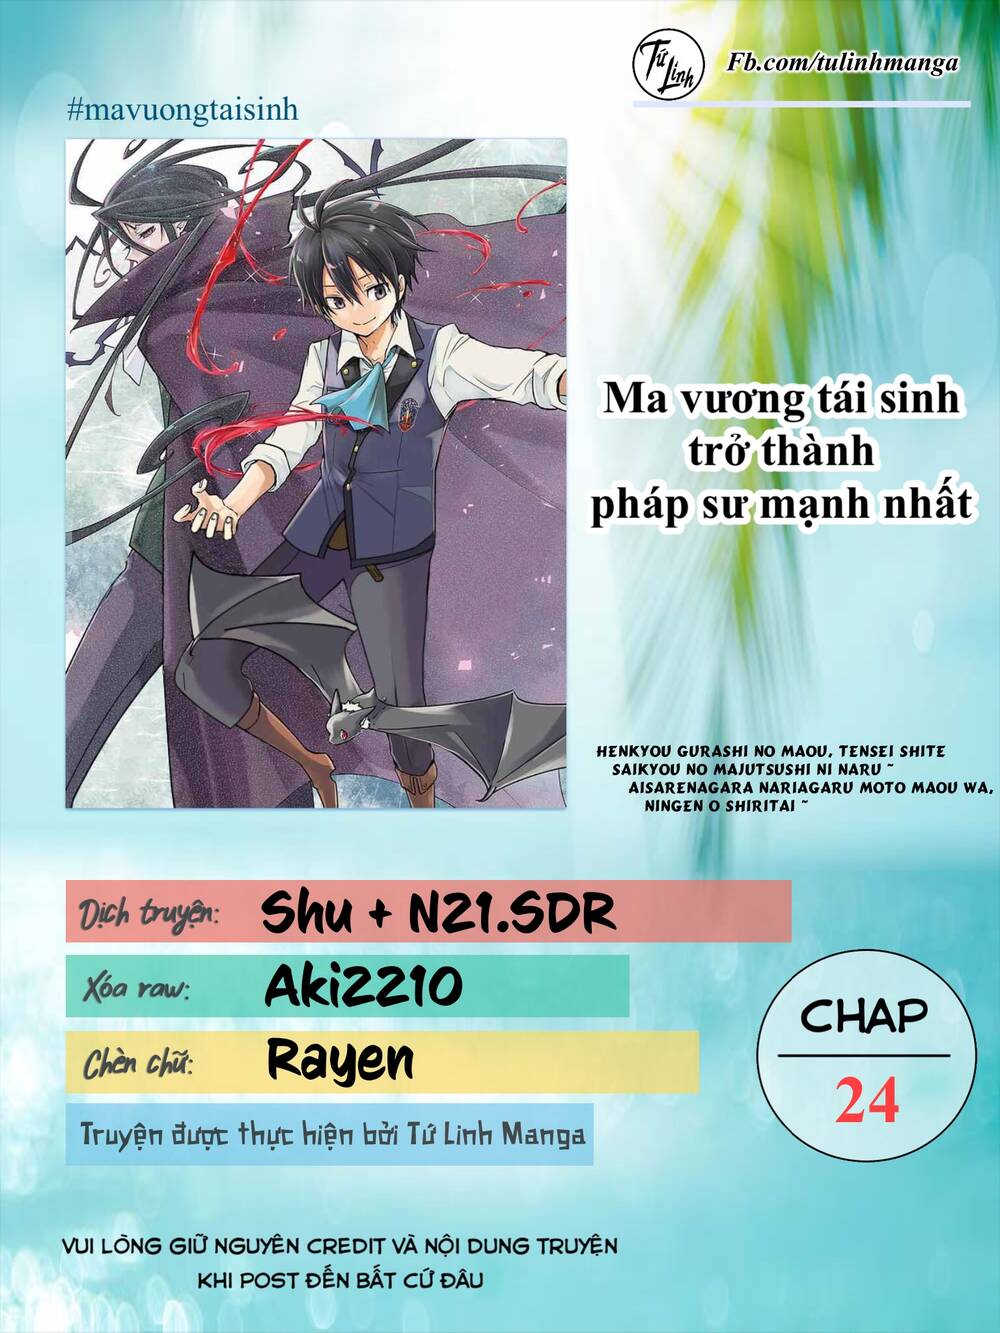 Tứ Linh
Fb.com/tulinhmanga
#mavuongtaisinh
Ma vương tái sinh
trở thành
pháp sư mạnh nhất
HENKYOU GURASHI NO MAOU, TENSEI SHITE
SAIKYOU NO MAJUTSUSHI NI NARU ~
AISARENAGARA NARIAGARU MOTO MAOU WA,
NINGEN O SHIRITAI ~
Dịch truyện: Shu + N21.SDR
Xóa raw: Aki2210
Chèn chữ: Rayen
Truyện được thực hiện bởi Tứ Linh Manga
CHAP
24
VUI LÒNG GIỮ NGUYÊN CREDIT VÀ NỘI DUNG TRUYỆN
KHI POST ĐẾN BẤT CỨ ĐÂU